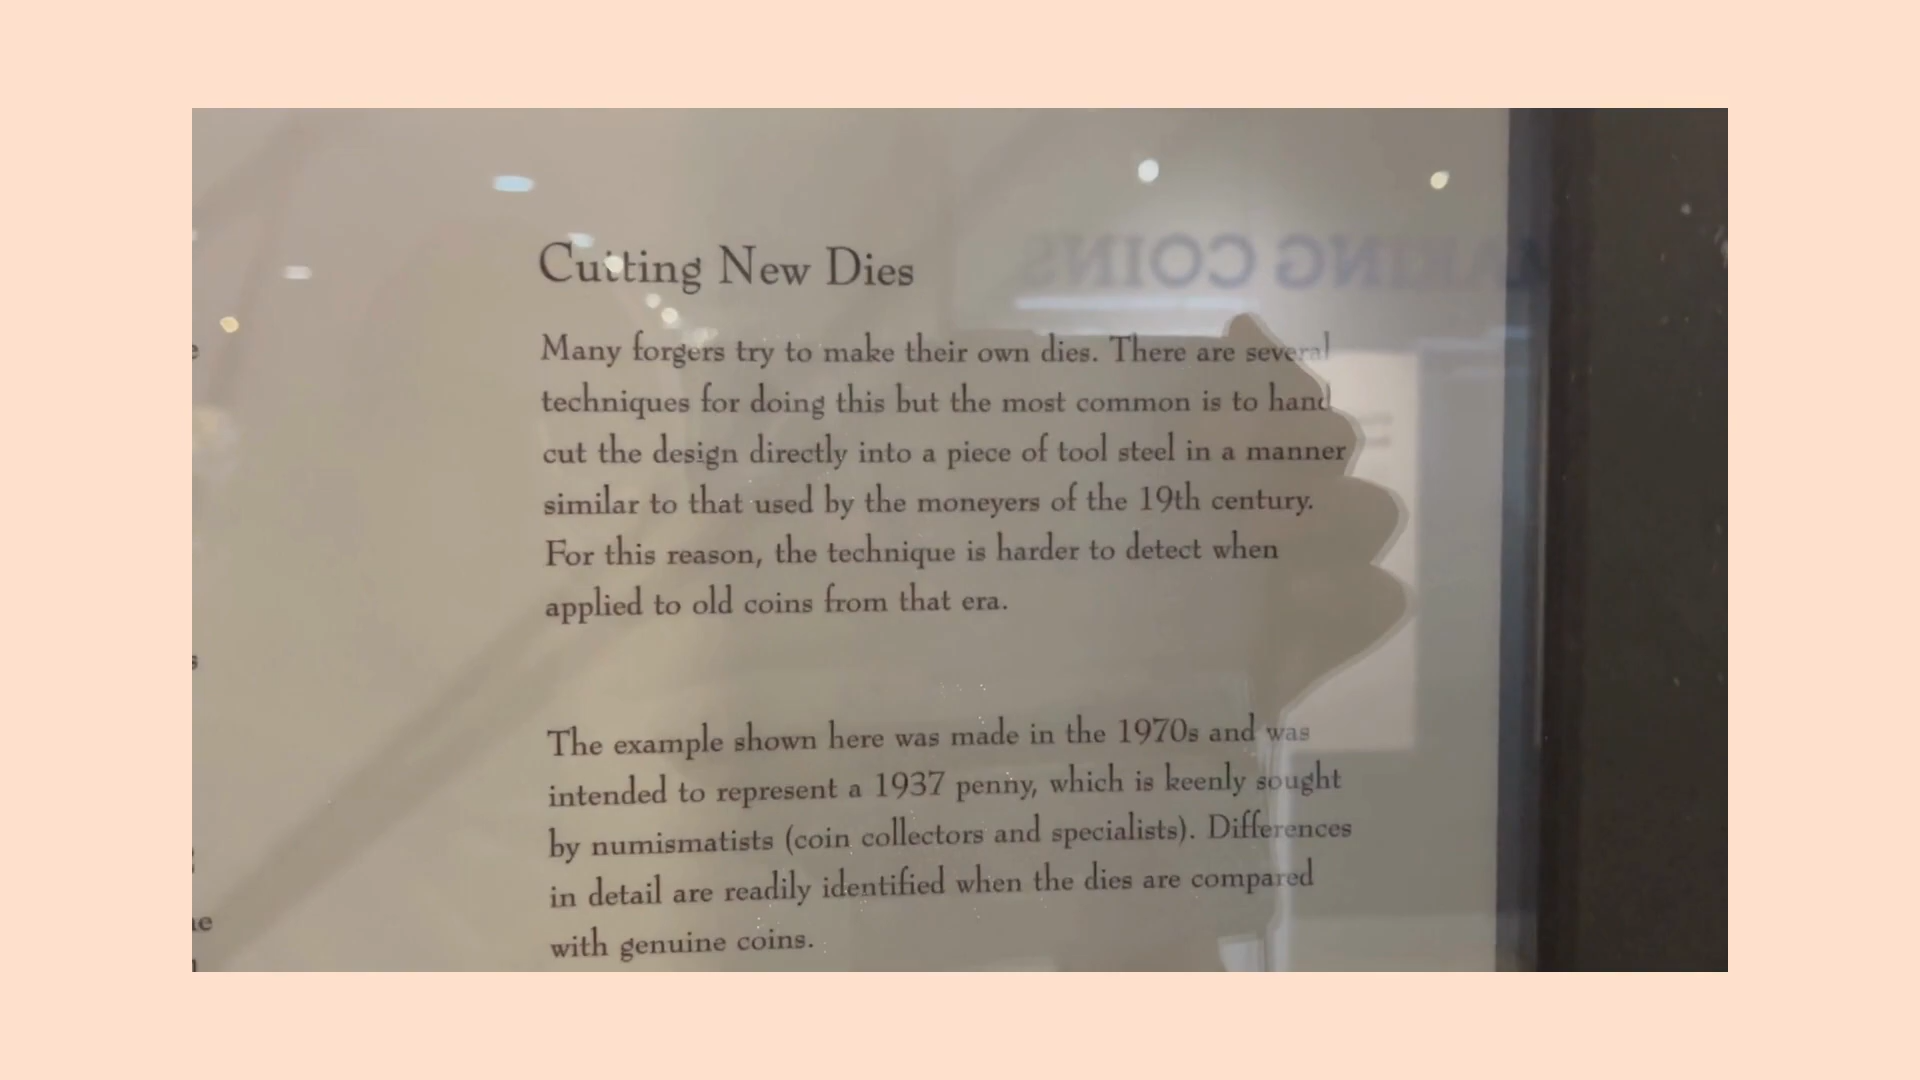 Cutting New Dies
Many forgers try to make their own dies. There are several
techniques for doing this but the most common is to hand
cut the design directly into a piece of tool steel in a manner
similar to that used by the moneyers of the 19th century.
For this reason, the technique is harder to detect when
applied to old coins from that era.
The example shown here was made in the 1970s and was
intended to represent a 1937 penny, which is keenly sought
by numismatists (coin collectors and specialists). Differences
in detail are readily identified when the dies are compared
with genuine coins.
COINS